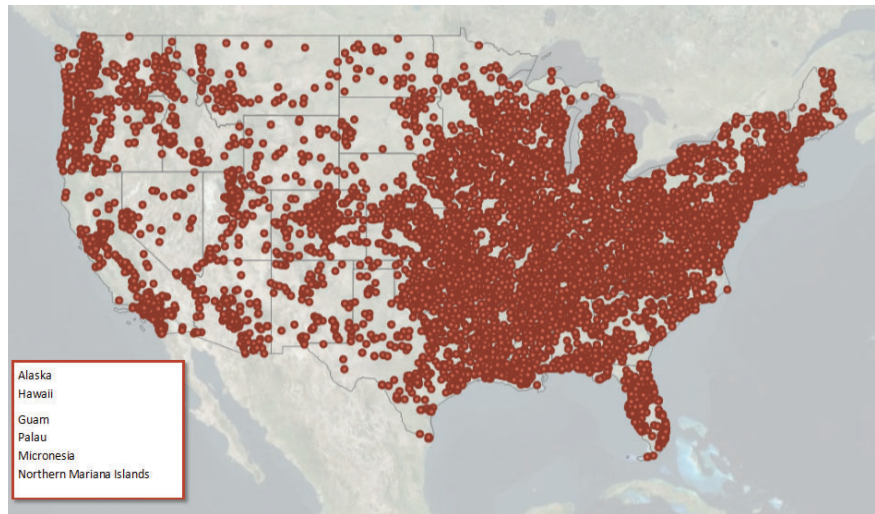 Alaska
Hawaii
Guam
Palau
Micronesia
Northern Mariana Islands